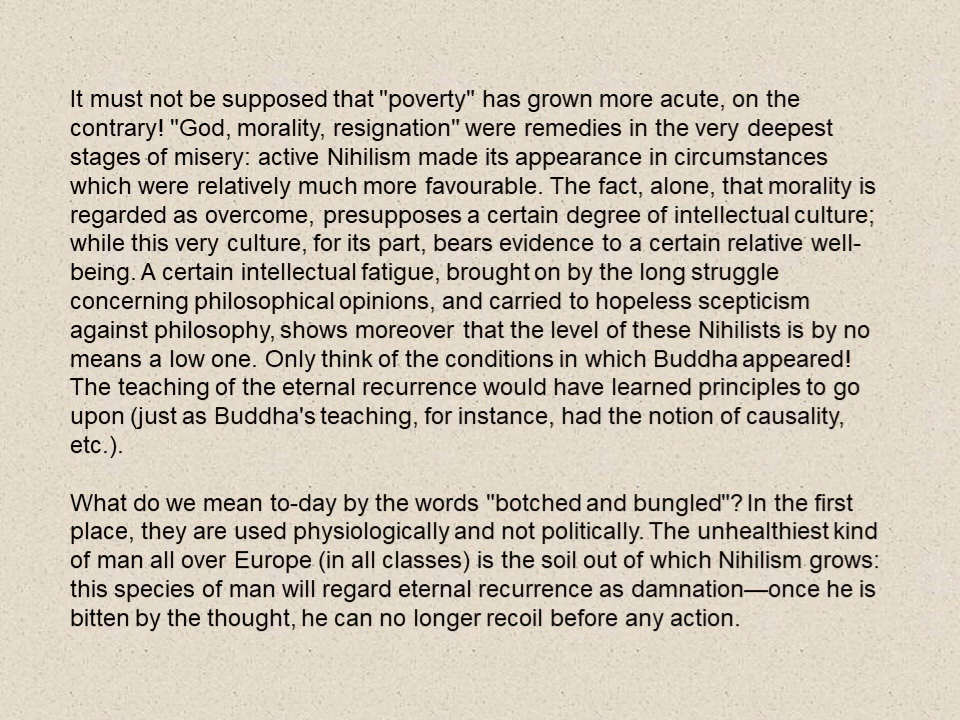 It must not be supposed that "poverty" has grown more acute, on the
contrary! "God, morality, resignation" were remedies in the very deepest
stages of misery: active Nihilism made its appearance in circumstances
which were relatively much more favourable. The fact, alone, that morality is
regarded as overcome, presupposes a certain degree of intellectual culture;
while this very culture, for its part, bears evidence to a certain relative well-
being. A certain intellectual fatigue, brought on by the long struggle
concerning philosophical opinions, and carried to hopeless scepticism
against philosophy, shows moreover that the level of these Nihilists is by no
means a low one. Only think of the conditions in which Buddha appeared!
The teaching of the eternal recurrence would have learned principles to go
upon (just as Buddha's teaching, for instance, had the notion of causality,
etc.).

What do we mean to-day by the words "botched and bungled"? In the first
place, they are used physiologically and not politically. The unhealthiest kind
of man all over Europe (in all classes) is the soil out of which Nihilism grows:
this species of man will regard eternal recurrence as damnation—once he is
bitten by the thought, he can no longer recoil before any action.